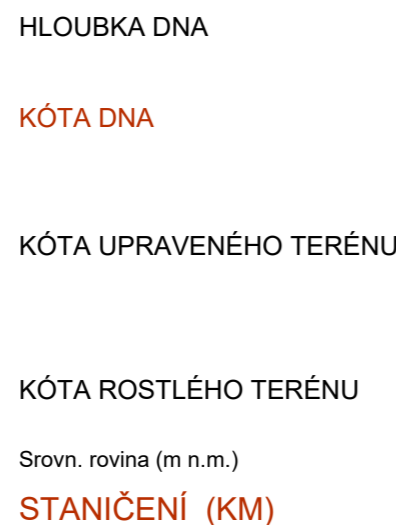 HLOUBKA DNA
KÓTA DNA
KÓTA UPRAVENÉHO TERÉNU
KÓTA ROSTLÉHO TERÉNU
Srovn. rovina (m n.m.)
STANIČENÍ (KM)